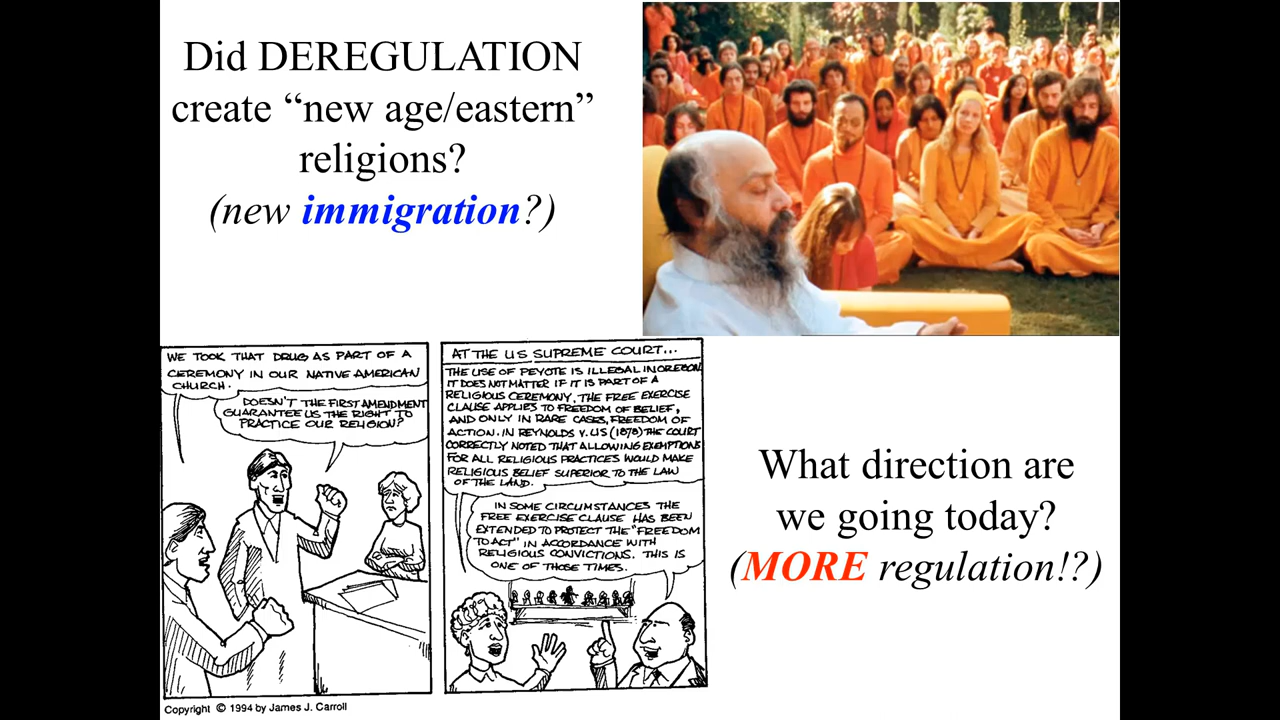 Did DEREGULATION
create “new age/eastern”
religions?
(new immigration?)
WE TOOK THAT DRUG AS PART OF A
CEREMONY IN OUR NATIVE AMERICAN
CHURCH.
DOESN'T THE FIRST AMENDMENT
GUARANTEE US THE RIGHT TO
PRACTICE OUR RELIGION?
AT THE US SUPREME COURT...
THE USE OF PEYOTE IS ILLEGAL IN OREGON.
IT DOES NOT MATTER IF IT IS PART OF A
RELIGIOUS CEREMONY. THE FREE EXERCISE
CLAUSE APPLIES TO FREEDOM OF BELIEF,
AND ONLY IN RARE CASES, FREEDOM OF
ACTION. IN REYNOLDS V. US (1878) THE COURT
CORRECTLY NOTED THAT ALLOWING EXEMPTIONS
FOR ALL RELIGIOUS PRACTICES WOULD MAKE
RELIGIOUS BELIEF SUPERIOR TO THE LAW
OF THE LAND.
IN SOME CIRCUMSTANCES THE
FREE EXERCISE CLAUSE HAS BEEN
EXTENDED TO PROTECT THE "FREEDOM
TO ACT" IN ACCORDANCE WITH
RELIGIOUS CONVICTIONS. THIS IS
ONE OF THOSE TIMES.
Copyright © 1994 by James J. Carroll
What direction are
we going today?
(MORE regulation!?)